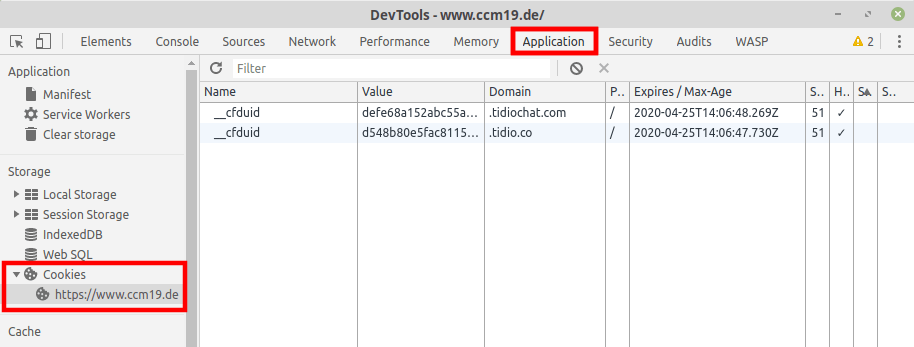 DevTools - www.ccm19.de/
Elements Console Sources Network Performance Memory Application Security Audits WASP 2
Application
Manifest
Service Workers
Clear storage
Storage
Local Storage
Session Storage
IndexedDB
Web SQL
Cookies
https://www.ccm19.de
Cache
Filter
Name Value Domain P.. Expires / Max-Age S.. H.. S.. S..
__cfduid defe68a152abc55a... .tidiochat.com / 2020-04-25T14:06:48.269Z 51 ✓
__cfduid d548b80e5fac8115... .tidio.co / 2020-04-25T14:06:47.730Z 51 ✓